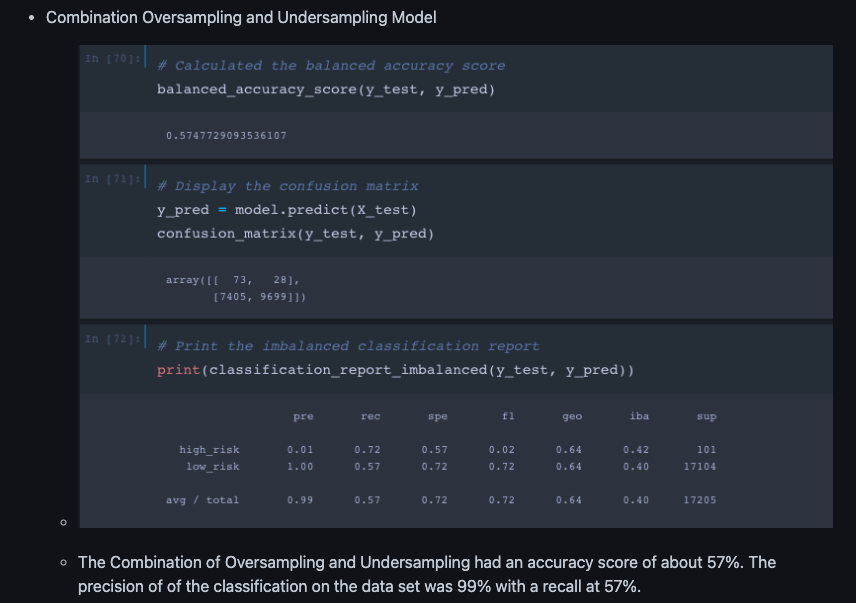 Combination Oversampling and Undersampling Model
In [70]:
# Calculated the balanced accuracy score
balanced_accuracy_score(y_test, y_pred)
0.5747729093536107
In [71]:
# Display the confusion matrix
y_pred = model.predict(X_test)
confusion_matrix(y_test, y_pred)
array([[ 73, 28],
[7405, 9699]])
In [72]:
# Print the imbalanced classification report
print(classification_report_imbalanced(y_test, y_pred))
pre rec spe f1 geo iba sup
high_risk 0.01 0.72 0.57 0.02 0.64 0.42 101
low_risk 1.00 0.57 0.72 0.72 0.64 0.40 17104
avg / total 0.99 0.57 0.72 0.72 0.64 0.40 17205
The Combination of Oversampling and Undersampling had an accuracy score of about 57%. The
precision of of the classification on the data set was 99% with a recall at 57%.